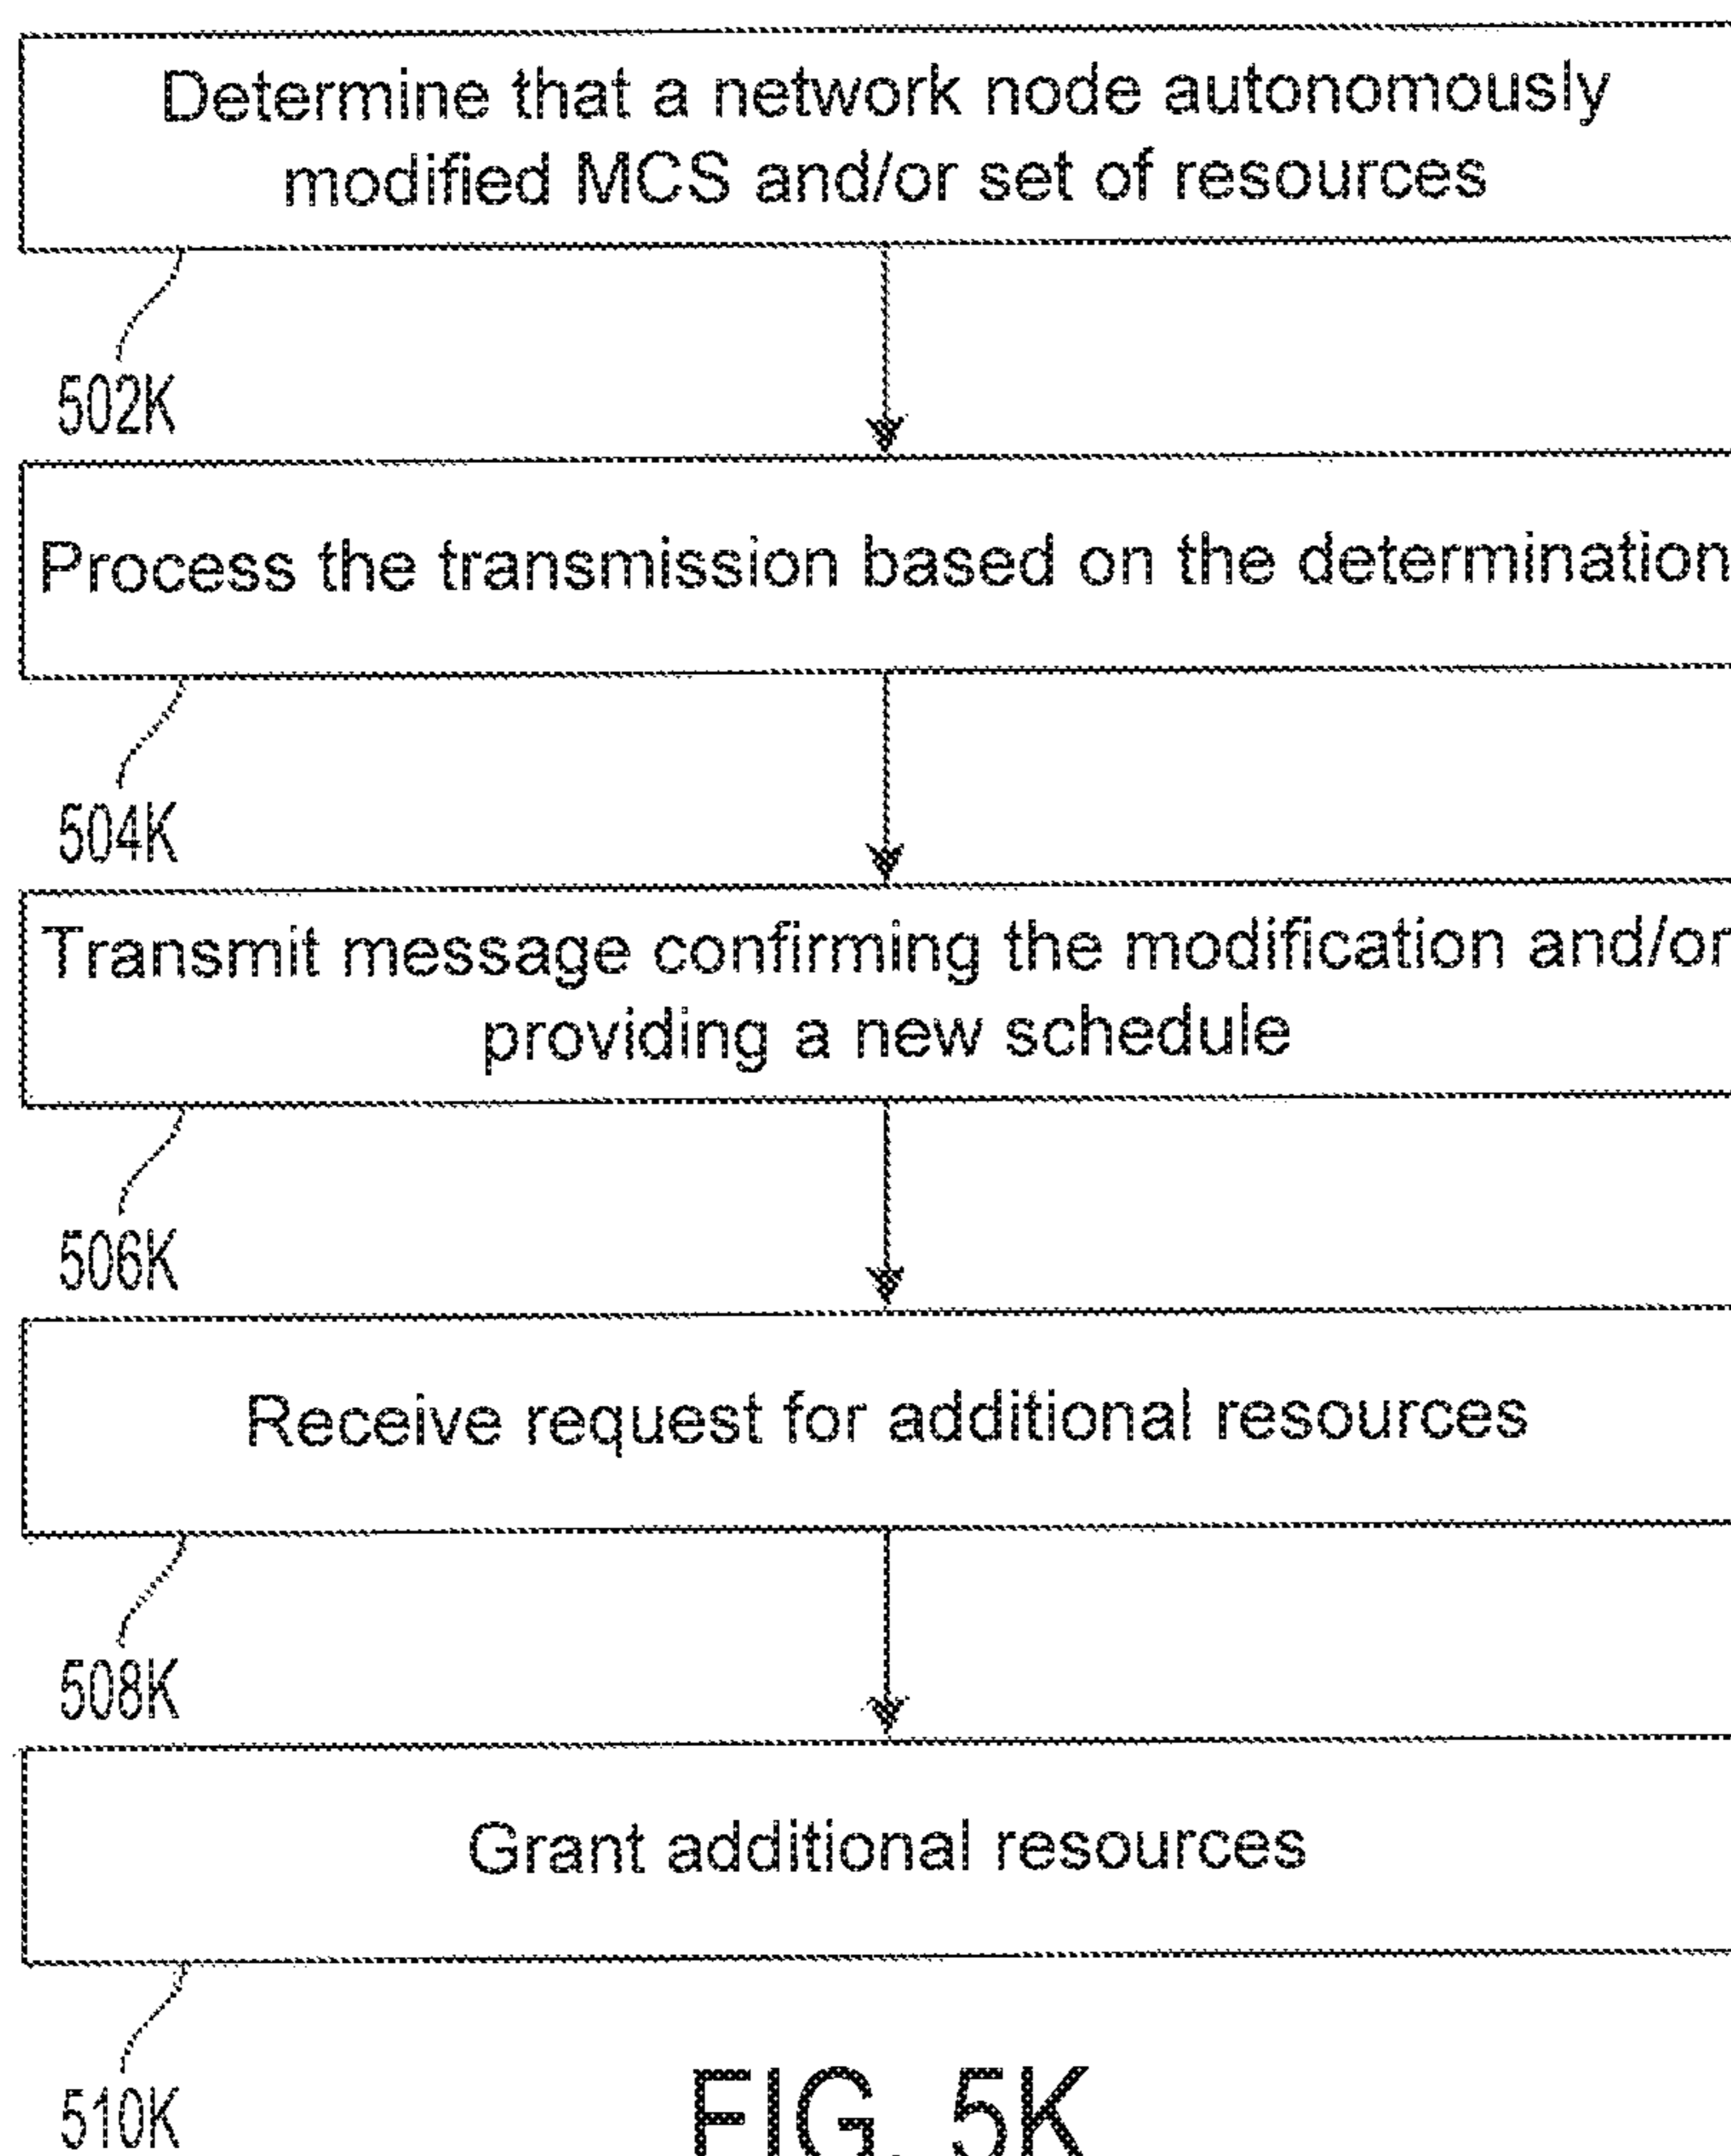 Determine that a network node autonomously
modified MCS and/or set of resources
502K
Process the transmission based on the determination
504K
Transmit message confirming the modification and/or
providing a new schedule
506K
Receive request for additional resources
508K
Grant additional resources
510K
FIG. 5K